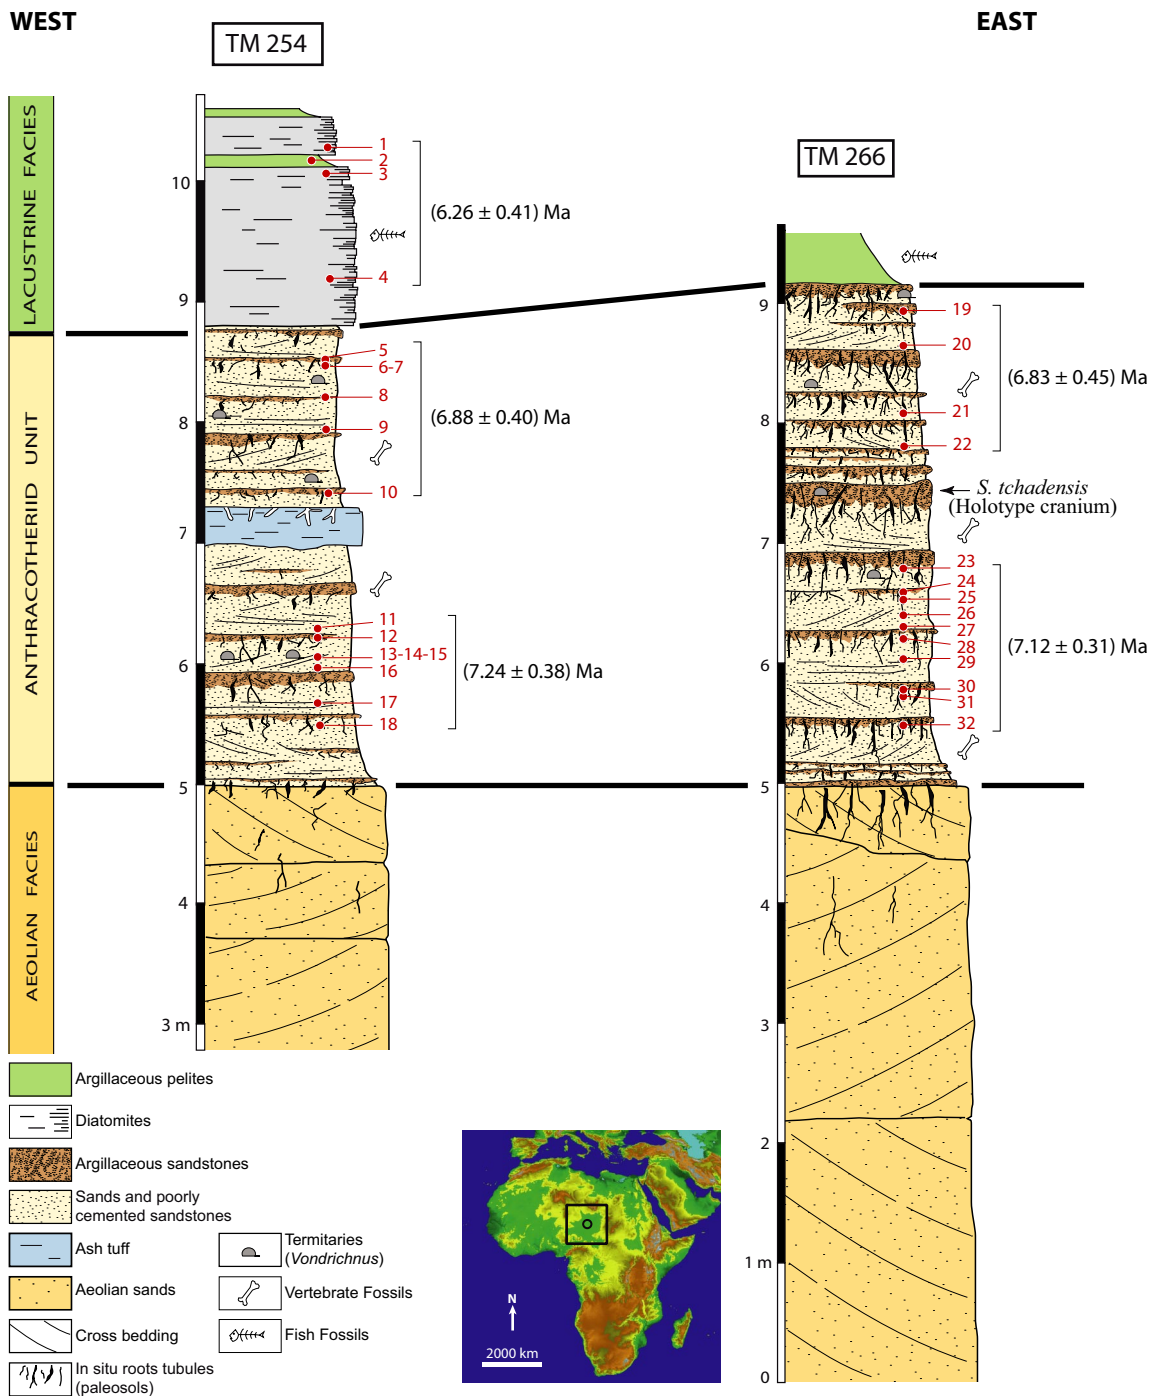 WEST
EAST
TM 254
TM 266
LACUSTRINE FACIES
ANTHRACOTHERID UNIT
AEOLIAN FACIES
10
9
8
7
6
5
4
3 m
1
2
3
4
(6.26 ± 0.41) Ma
5
6-7
8
9
10
(6.88 ± 0.40) Ma
11
12
13-14-15
16
17
18
(7.24 ± 0.38) Ma
9
8
7
6
5
4
3
2
1 m
0
19
20
21
22
(6.83 ± 0.45) Ma
S. tchadensis
(Holotype cranium)
23
24
25
26
27
28
29
30
31
32
(7.12 ± 0.31) Ma
Argillaceous pelites
Diatomites
Argillaceous sandstones
Sands and poorly
cemented sandstones
Ash tuff
Aeolian sands
Cross bedding
In situ roots tubules
(paleosols)
Termitaries
(Vondrichnus)
Vertebrate Fossils
Fish Fossils
N
2000 km